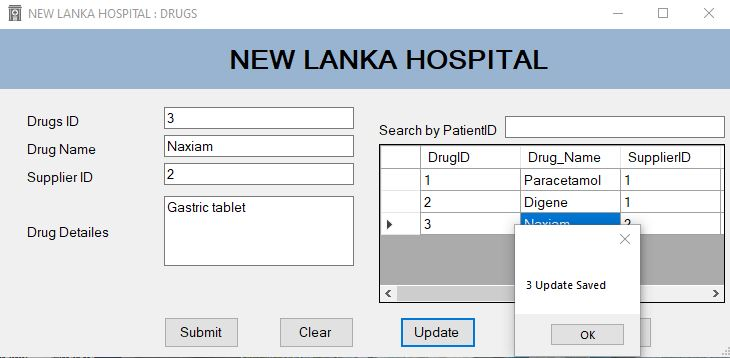 NEW LANKA HOSPITAL : DRUGS
NEW LANKA HOSPITAL
Drugs ID
3
Drug Name
Naxiam
Supplier ID
2
Drug Detailes
Gastric tablet
Search by PatientID
DrugID Drug_Name SupplierID
1 Paracetamol 1
2 Digene 1
3 Naxiam 2
3 Update Saved
OK
Submit Clear Update